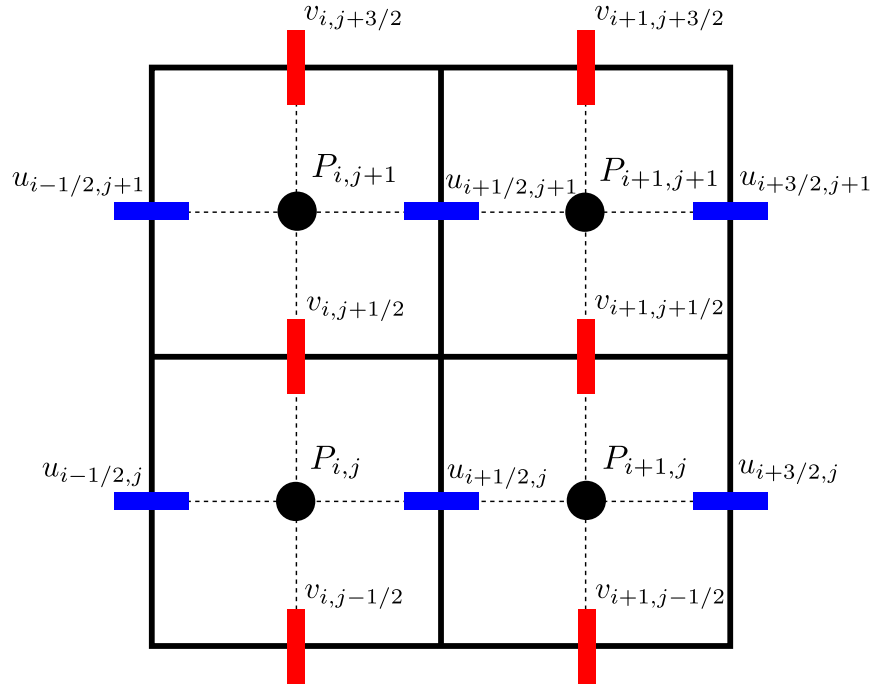 v_{i,j+3/2} v_{i+1,j+3/2}
P_{i,j+1} P_{i+1,j+1}
u_{i-1/2,j+1} u_{i+1/2,j+1} u_{i+3/2,j+1}
v_{i,j+1/2} v_{i+1,j+1/2}
P_{i,j} P_{i+1,j}
u_{i-1/2,j} u_{i+1/2,j} u_{i+3/2,j}
v_{i,j-1/2} v_{i+1,j-1/2}